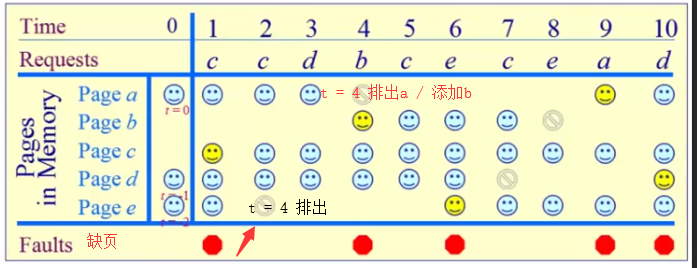 Time 0 1 2 3 4 5 6 7 8 9 10
Requests c c d b c e c e a d
Pages in Memory
Page a t = 4 排出a / 添加b
t = 0
Page b
Page c
Page d
t = -1
Page e t = 4 排出
t = -2
Faults 缺页